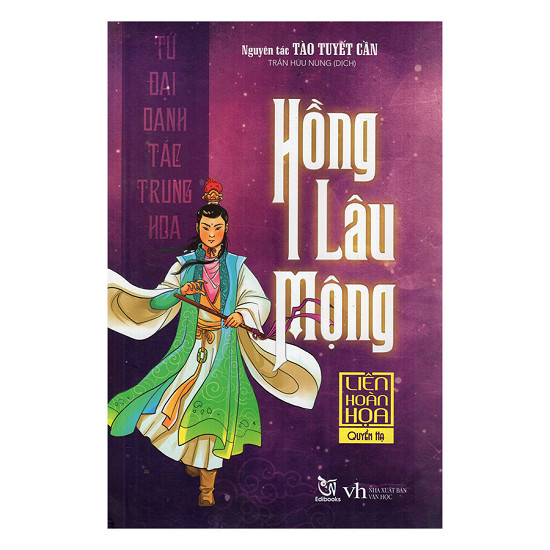 Nguyên tác TÀO TUYẾT CẦN
TRẦN HỮU NÙNG (DỊCH)
TỨ
ĐẠI
DANH
TÁC
TRUNG
HOA
HỒNG
LÂU
MỘNG
LIÊN
HOÀN
HỌA
QUYỂN HẠ
Edibooks
vh NHÀ XUẤT BẢN
VĂN HỌC